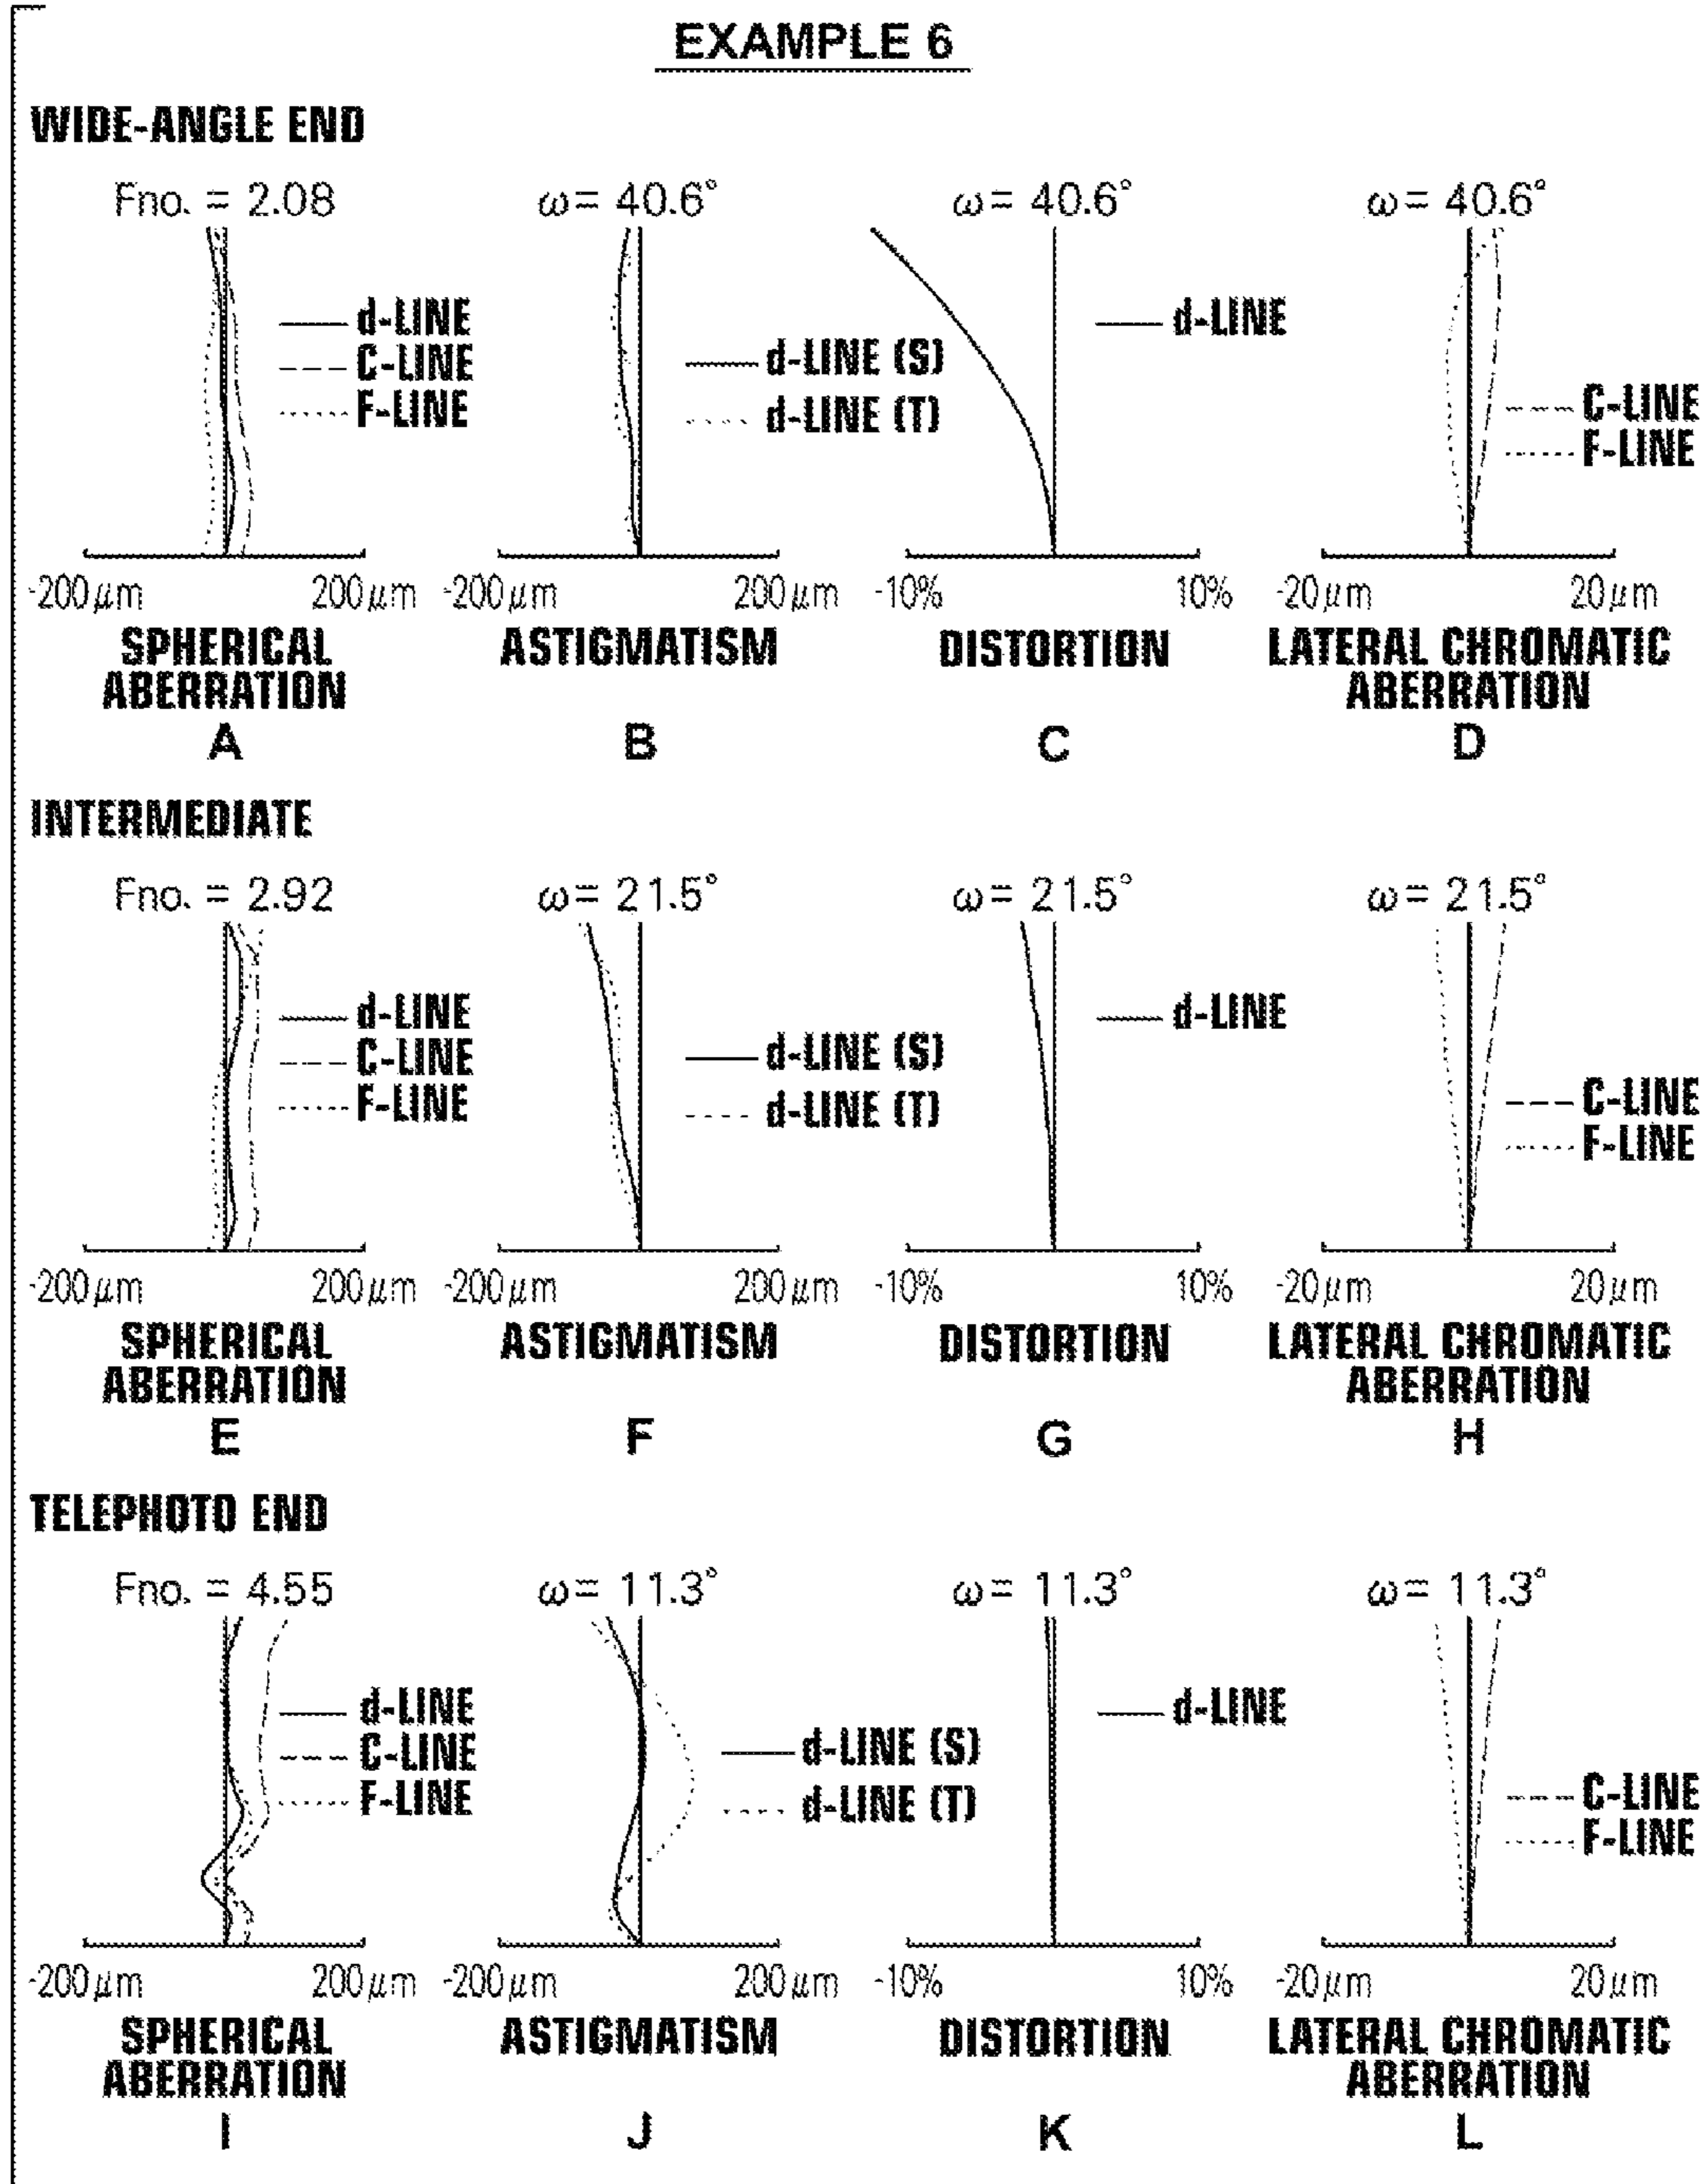 EXAMPLE 6
WIDE-ANGLE END
Fno. = 2.08
ω = 40.6°
ω = 40.6°
ω = 40.6°
d-LINE
C-LINE
F-LINE
d-LINE (S)
d-LINE (T)
d-LINE
C-LINE
F-LINE
-200μm 200μm -200μm 200μm -10% 10% -20μm 20μm
SPHERICAL ABERRATION
ASTIGMATISM
DISTORTION
LATERAL CHROMATIC ABERRATION
A B C D
INTERMEDIATE
Fno. = 2.92
ω = 21.5°
ω = 21.5°
ω = 21.5°
d-LINE
C-LINE
F-LINE
d-LINE (S)
d-LINE (T)
d-LINE
C-LINE
F-LINE
-200μm 200μm -200μm 200μm -10% 10% -20μm 20μm
SPHERICAL ABERRATION
ASTIGMATISM
DISTORTION
LATERAL CHROMATIC ABERRATION
E F G H
TELEPHOTO END
Fno. = 4.55
ω = 11.3°
ω = 11.3°
ω = 11.3°
d-LINE
C-LINE
F-LINE
d-LINE (S)
d-LINE (T)
d-LINE
C-LINE
F-LINE
-200μm 200μm -200μm 200μm -10% 10% -20μm 20μm
SPHERICAL ABERRATION
ASTIGMATISM
DISTORTION
LATERAL CHROMATIC ABERRATION
I J K L